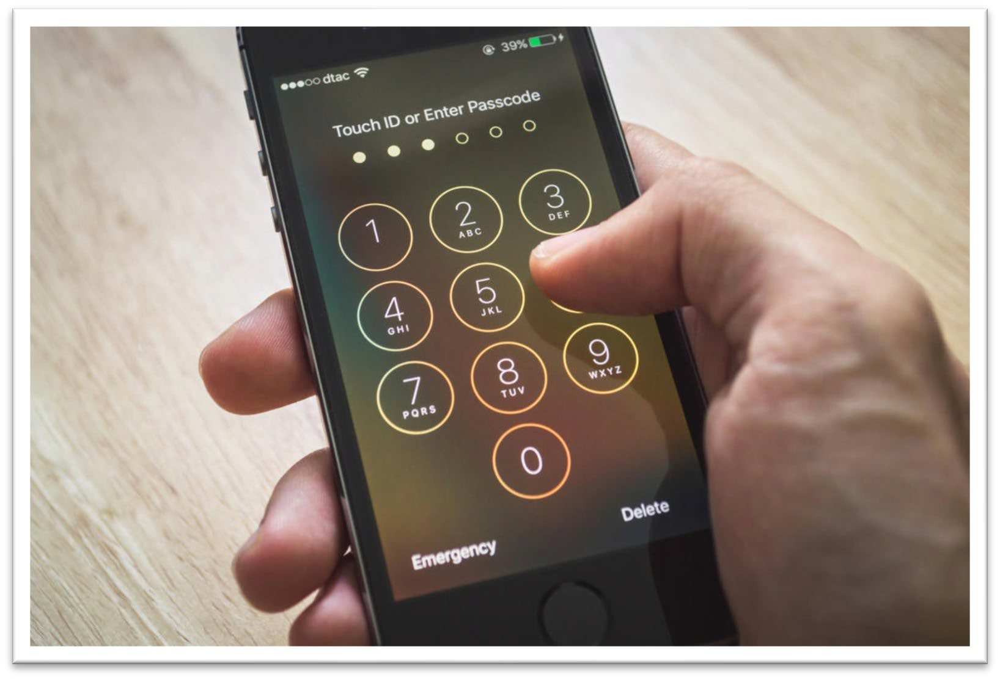 39%
dtac
Touch ID or Enter Passcode
1 2 3
ABC DEF
4 5
GHI JKL
7 8 9
PQRS TUV WXYZ
0
Delete
Emergency